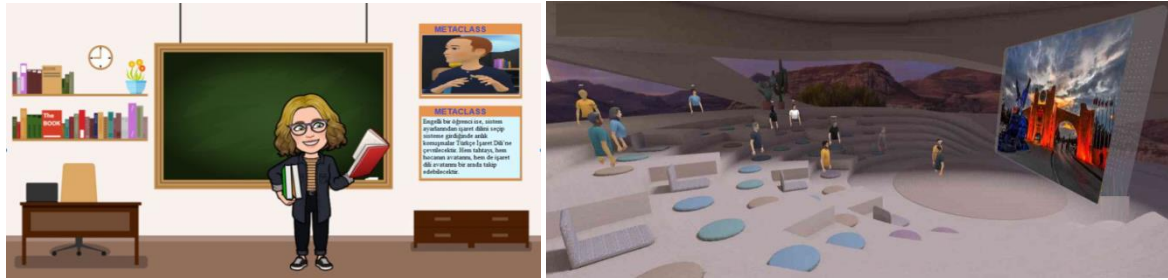 METACLASS
METACLASS
Engelli bir öğrenci ise, sistem
ayarlarından işaret dilini seçip
sisteme girdiğinde anlık
konuşmalar Türkçe İşaret Dili'ne
çevrilecektir. Hem tahtayı, hem
hocanın avatarını, hem de işaret
dili avatarını bir arada takip
edebilecektir.
The
BOOK